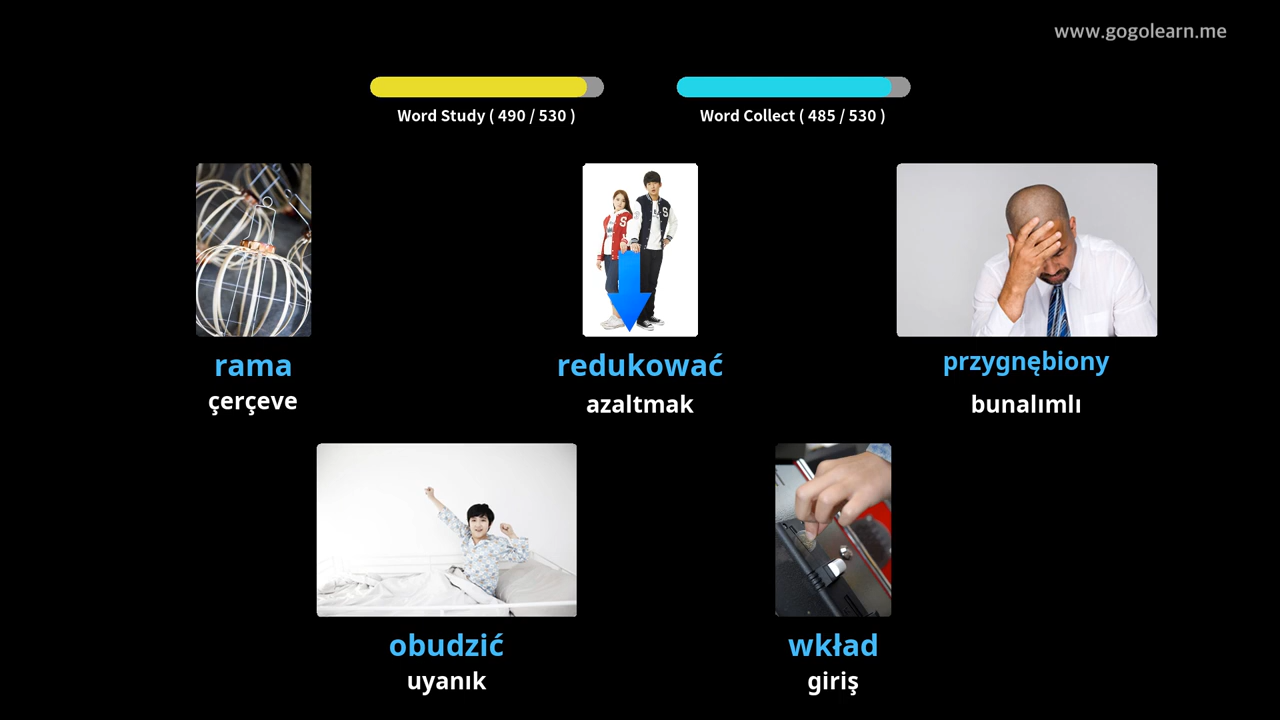 www.gogolearn.me
Word Study ( 490 / 530 )
Word Collect ( 485 / 530 )
rama
çerçeve
redukować
azaltmak
przygnębiony
bunalımlı
obudzić
uyanık
wkład
giriş